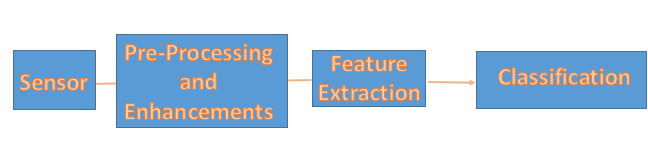 Sensor
Pre-Processing
and
Enhancements
Feature
Extraction
Classification